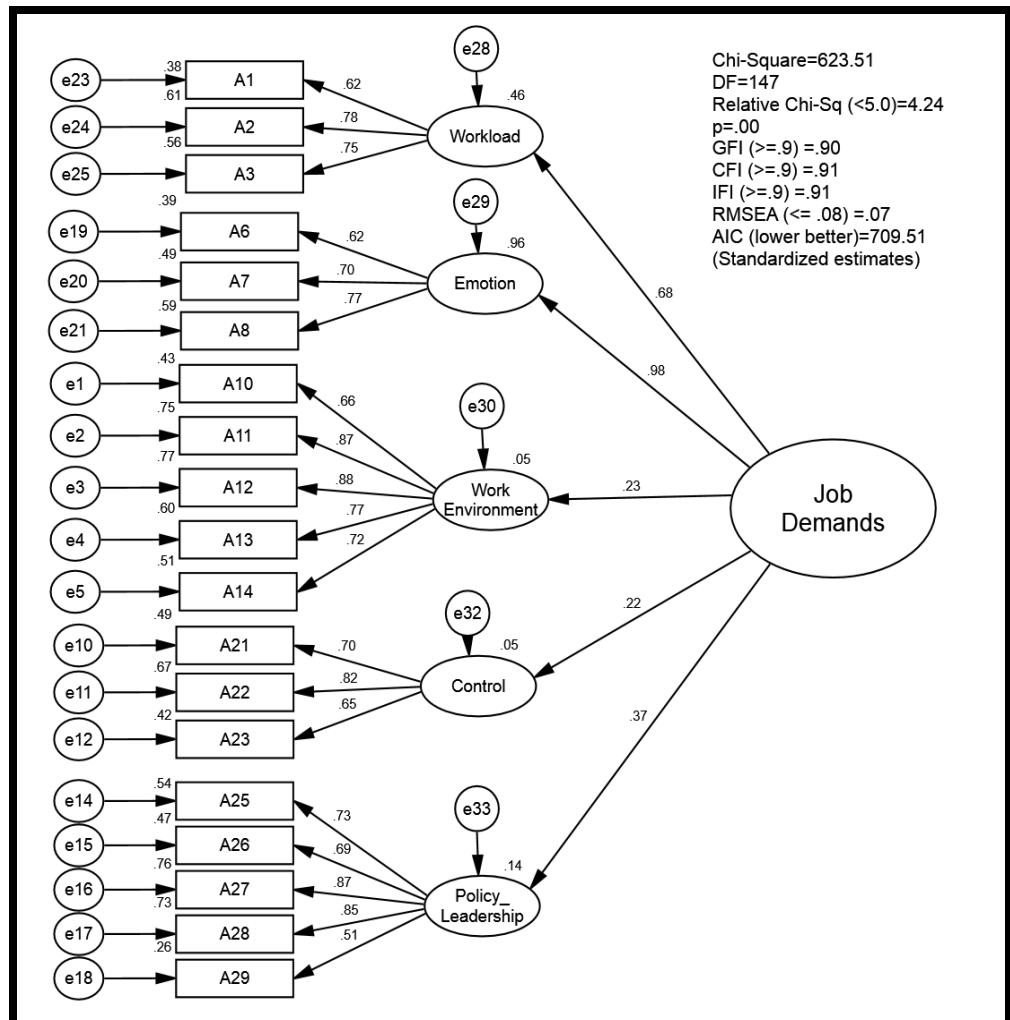 e28
Chi-Square=623.51
DF=147
Relative Chi-Sq (<5.0)=4.24
p=.00
GFI (>=.9) =.90
CFI (>=.9) =.91
IFI (>=.9) =.91
RMSEA (<= .08) =.07
AIC (lower better)=709.51
(Standardized estimates)
e23
.38
A1
.62
.46
e24
.61
A2
.78
Workload
e25
.56
A3
.75
e29
e19
.39
A6
.62
.96
e20
.49
A7
.70
Emotion
e21
.59
A8
.77
.68
.98
e1
.43
A10
.66
e30
e2
.75
A11
.87
.05
e3
.77
A12
.88
Work
Environment
.23
e4
.60
A13
.77
e5
.51
A14
.72
Job
Demands
e32
.22
e10
.49
A21
.70
.05
e11
.67
A22
.82
Control
e12
.42
A23
.65
.37
e14
.54
A25
.73
e33
e15
.47
A26
.69
.14
e16
.76
A27
.87
Policy_
Leadership
e17
.73
A28
.85
e18
.26
A29
.51